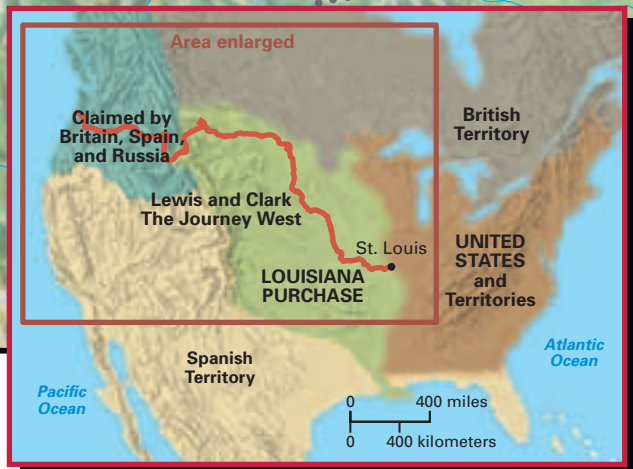 Area enlarged
Claimed by
Britain, Spain,
and Russia
British
Territory
Lewis and Clark
The Journey West
St. Louis
UNITED
STATES
and
Territories
LOUISIANA
PURCHASE
Atlantic
Ocean
Spanish
Territory
Pacific
Ocean
0 400 miles
0 400 kilometers